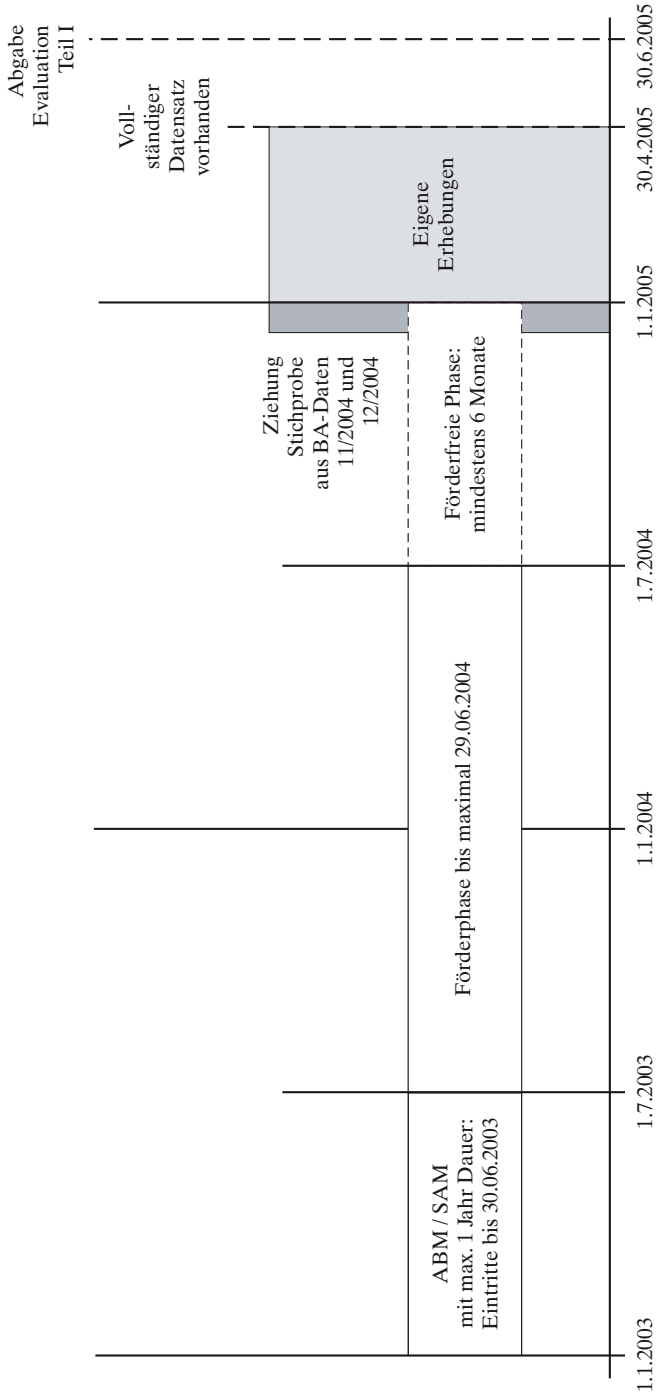 Abgabe
Evaluation
Teil I
Voll-
ständiger
Datensatz
vorhanden
Ziehung
Stichprobe
aus BA-Daten
11/2004 und
12/2004
ABM / SAM
mit max. 1 Jahr Dauer:
Eintritte bis 30.06.2003
Förderphase bis maximal 29.06.2004
Förderfreie Phase:
mindestens 6 Monate
Eigene
Erhebungen
1.1.2003
1.7.2003
1.1.2004
1.7.2004
1.1.2005
30.4.2005
30.6.2005